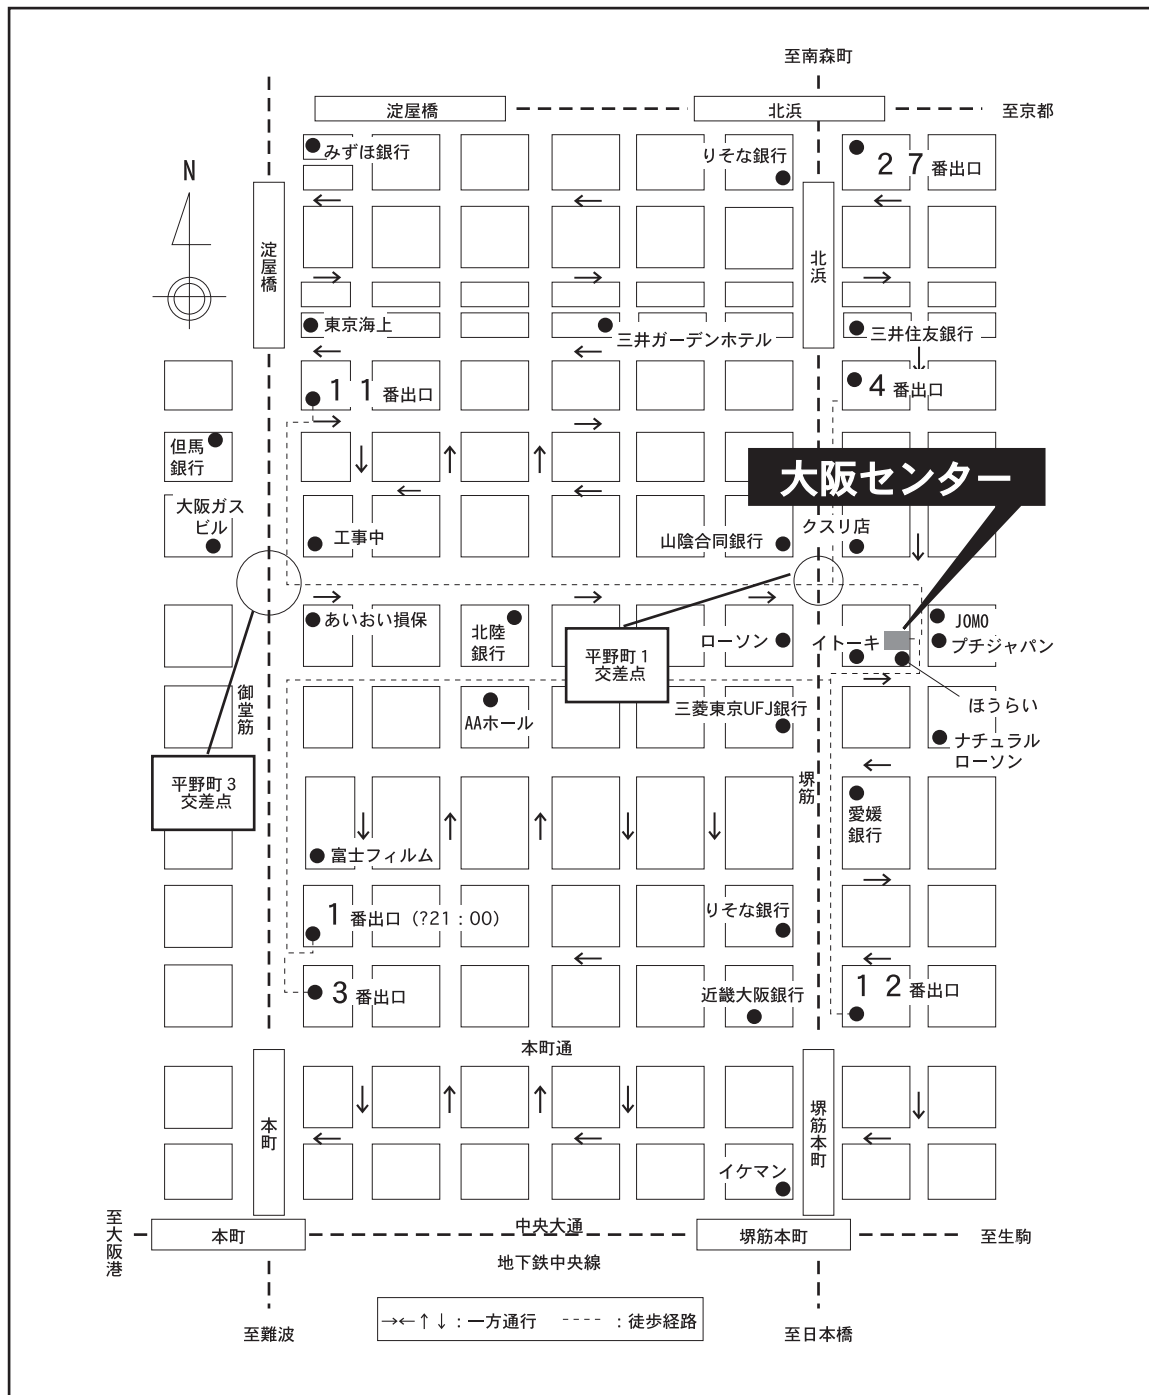 至南森町
淀屋橋
北浜
至京都
みずほ銀行
りそな銀行
２７番出口
N
淀屋橋
北浜
東京海上
三井ガーデンホテル
三井住友銀行
１１番出口
４番出口
但馬
銀行
大阪センター
大阪ガス
ビル
工事中
山陰合同銀行
クスリ店
あいおい損保
北陸
銀行
平野町１
交差点
ローソン
イトーキ
JOMO
プチジャパン
御堂筋
AAホール
三菱東京UFJ銀行
ほうらい
ナチュラル
ローソン
平野町３
交差点
堺筋
愛媛
銀行
富士フィルム
１番出口（?21：00）
りそな銀行
３番出口
近畿大阪銀行
１２番出口
本町通
本町
堺筋本町
イケマン
至大阪港
本町
中央大通
地下鉄中央線
堺筋本町
至生駒
→←↑↓：一方通行 ----：徒歩経路
至難波
至日本橋